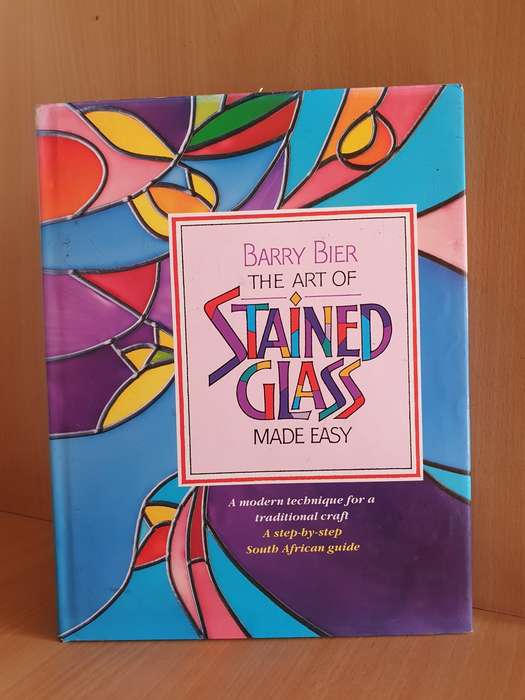 BARRY BIER
THE ART OF
STAINED
GLASS
MADE EASY
A modern technique for a
traditional craft
A step-by-step
South African guide